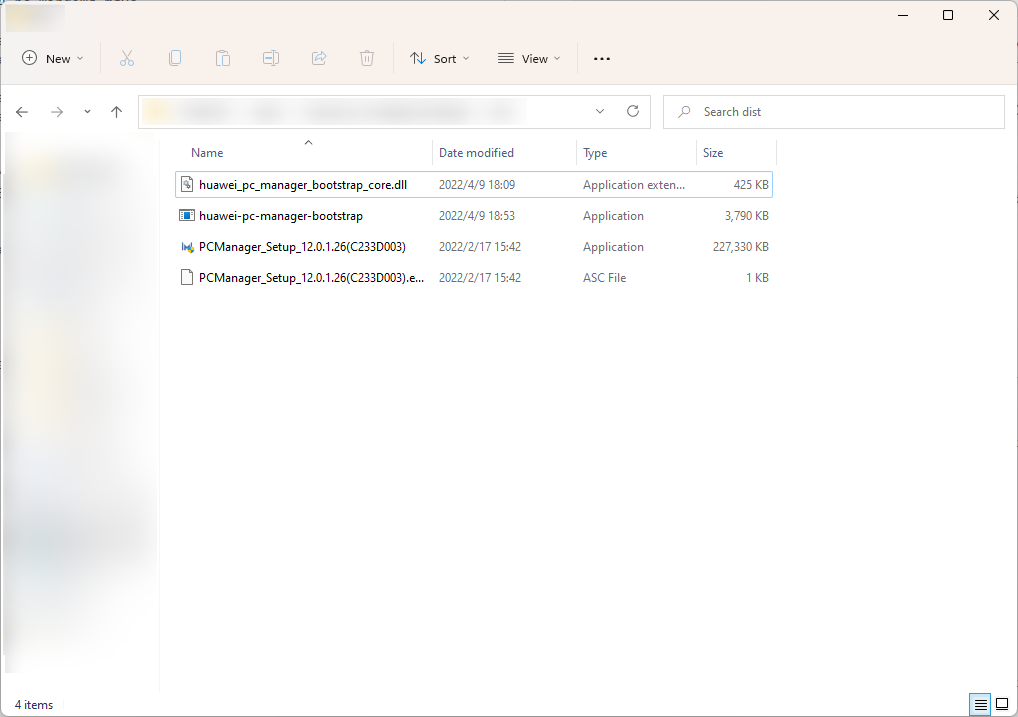 New
Sort
View
Search dist
Name
Date modified
Type
Size
huawei_pc_manager_bootstrap_core.dll 2022/4/9 18:09 Application exten... 425 KB
huawei-pc-manager-bootstrap 2022/4/9 18:53 Application 3,790 KB
PCManager_Setup_12.0.1.26(C233D003) 2022/2/17 15:42 Application 227,330 KB
PCManager_Setup_12.0.1.26(C233D003).e... 2022/2/17 15:42 ASC File 1 KB
4 items